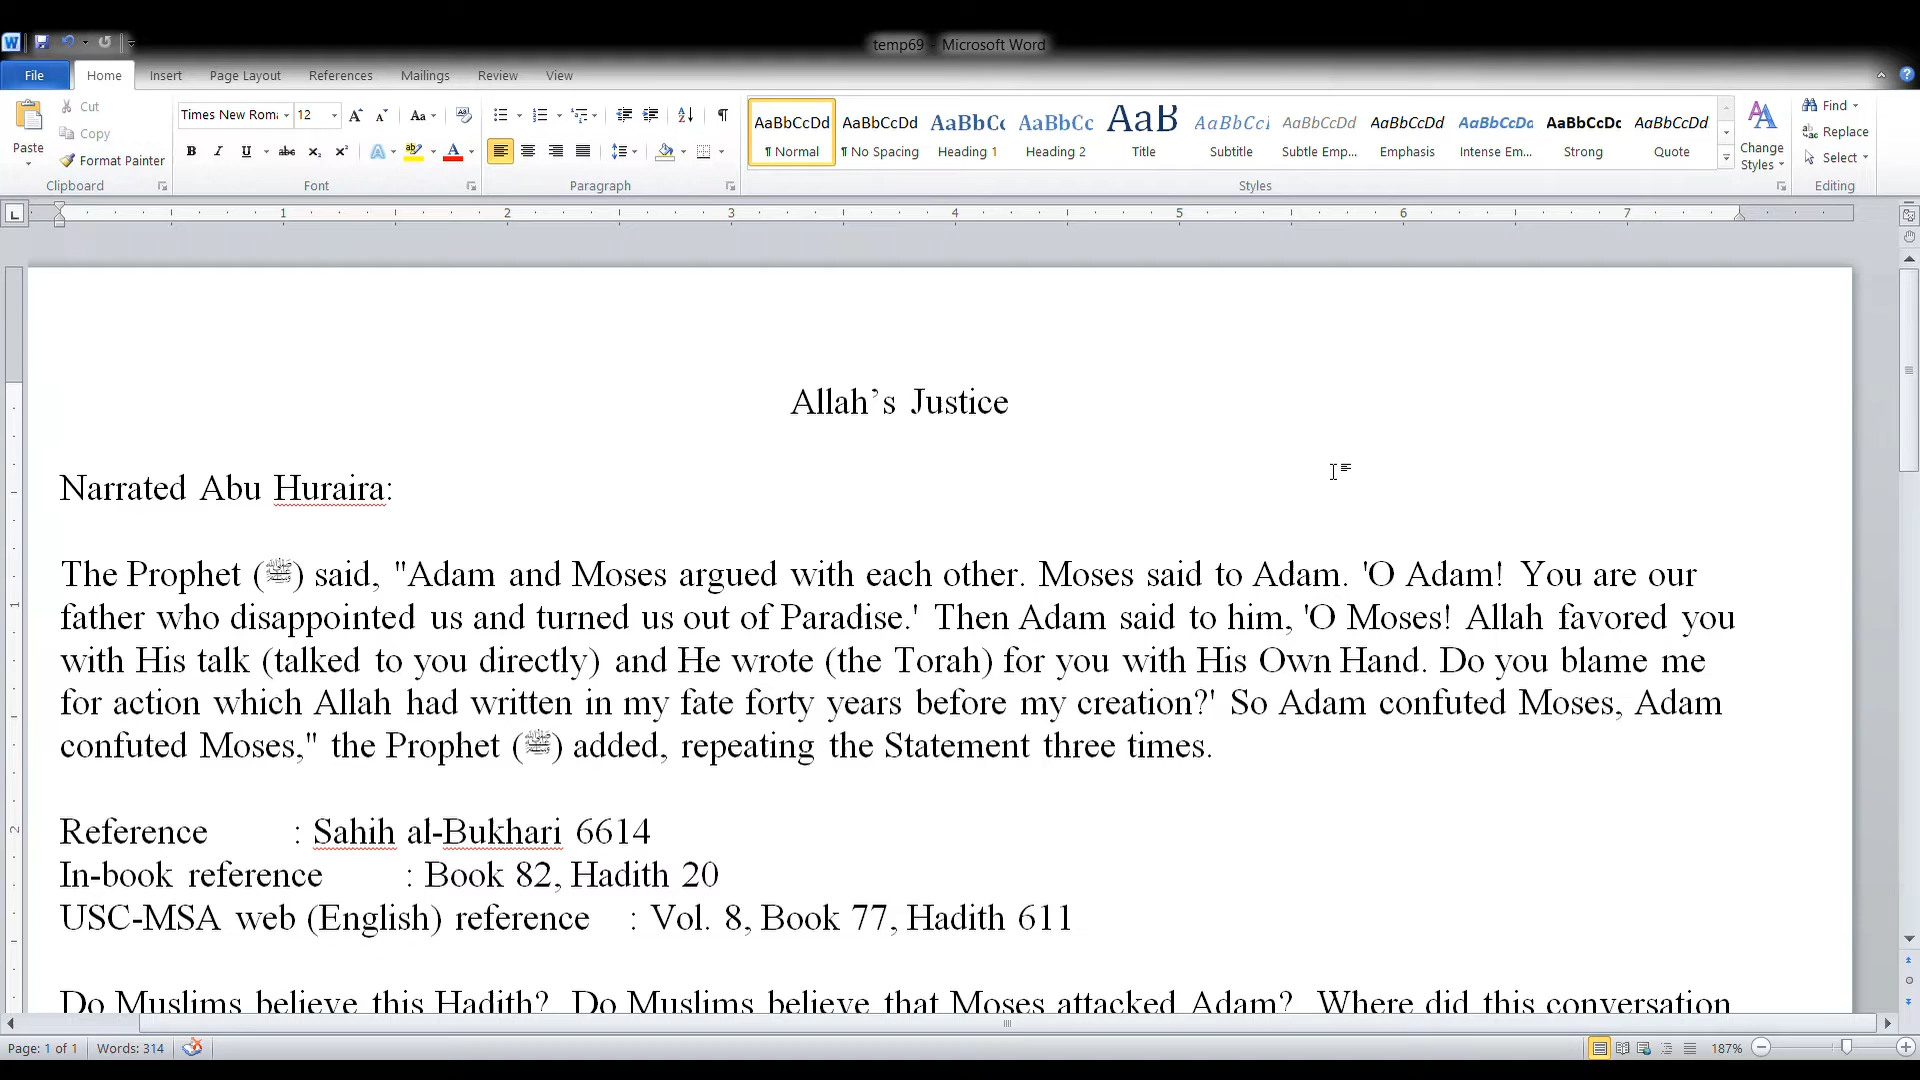 temp69 - Microsoft Word
File Home Insert Page Layout References Mailings Review View
Paste
Cut
Copy
Format Painter
Clipboard
Times New Roma 12
Font
Paragraph
AaBbCcDd AaBbCcDd AaBbCc AaBbCc AaB AaBbCcI AaBbCcDd AaBbCcDd AaBbCcDd AaBbCcDc AaBbCcDd
¶ Normal ¶ No Spacing Heading 1 Heading 2 Title Subtitle Subtle Emp... Emphasis Intense Em... Strong Quote
Styles
Change
Styles
Find
Replace
Select
Editing
1 2 3 4 5 6 7
Allah’s Justice
Narrated Abu Huraira:
The Prophet (ﷺ) said, "Adam and Moses argued with each other. Moses said to Adam. 'O Adam! You are our
father who disappointed us and turned us out of Paradise.' Then Adam said to him, 'O Moses! Allah favored you
with His talk (talked to you directly) and He wrote (the Torah) for you with His Own Hand. Do you blame me
for action which Allah had written in my fate forty years before my creation?' So Adam confuted Moses, Adam
confuted Moses," the Prophet (ﷺ) added, repeating the Statement three times.
Reference : Sahih al-Bukhari 6614
In-book reference : Book 82, Hadith 20
USC-MSA web (English) reference : Vol. 8, Book 77, Hadith 611
Do Muslims believe this Hadith? Do Muslims believe that Moses attacked Adam? Where did this conversation
Page: 1 of 1 Words: 314
187%